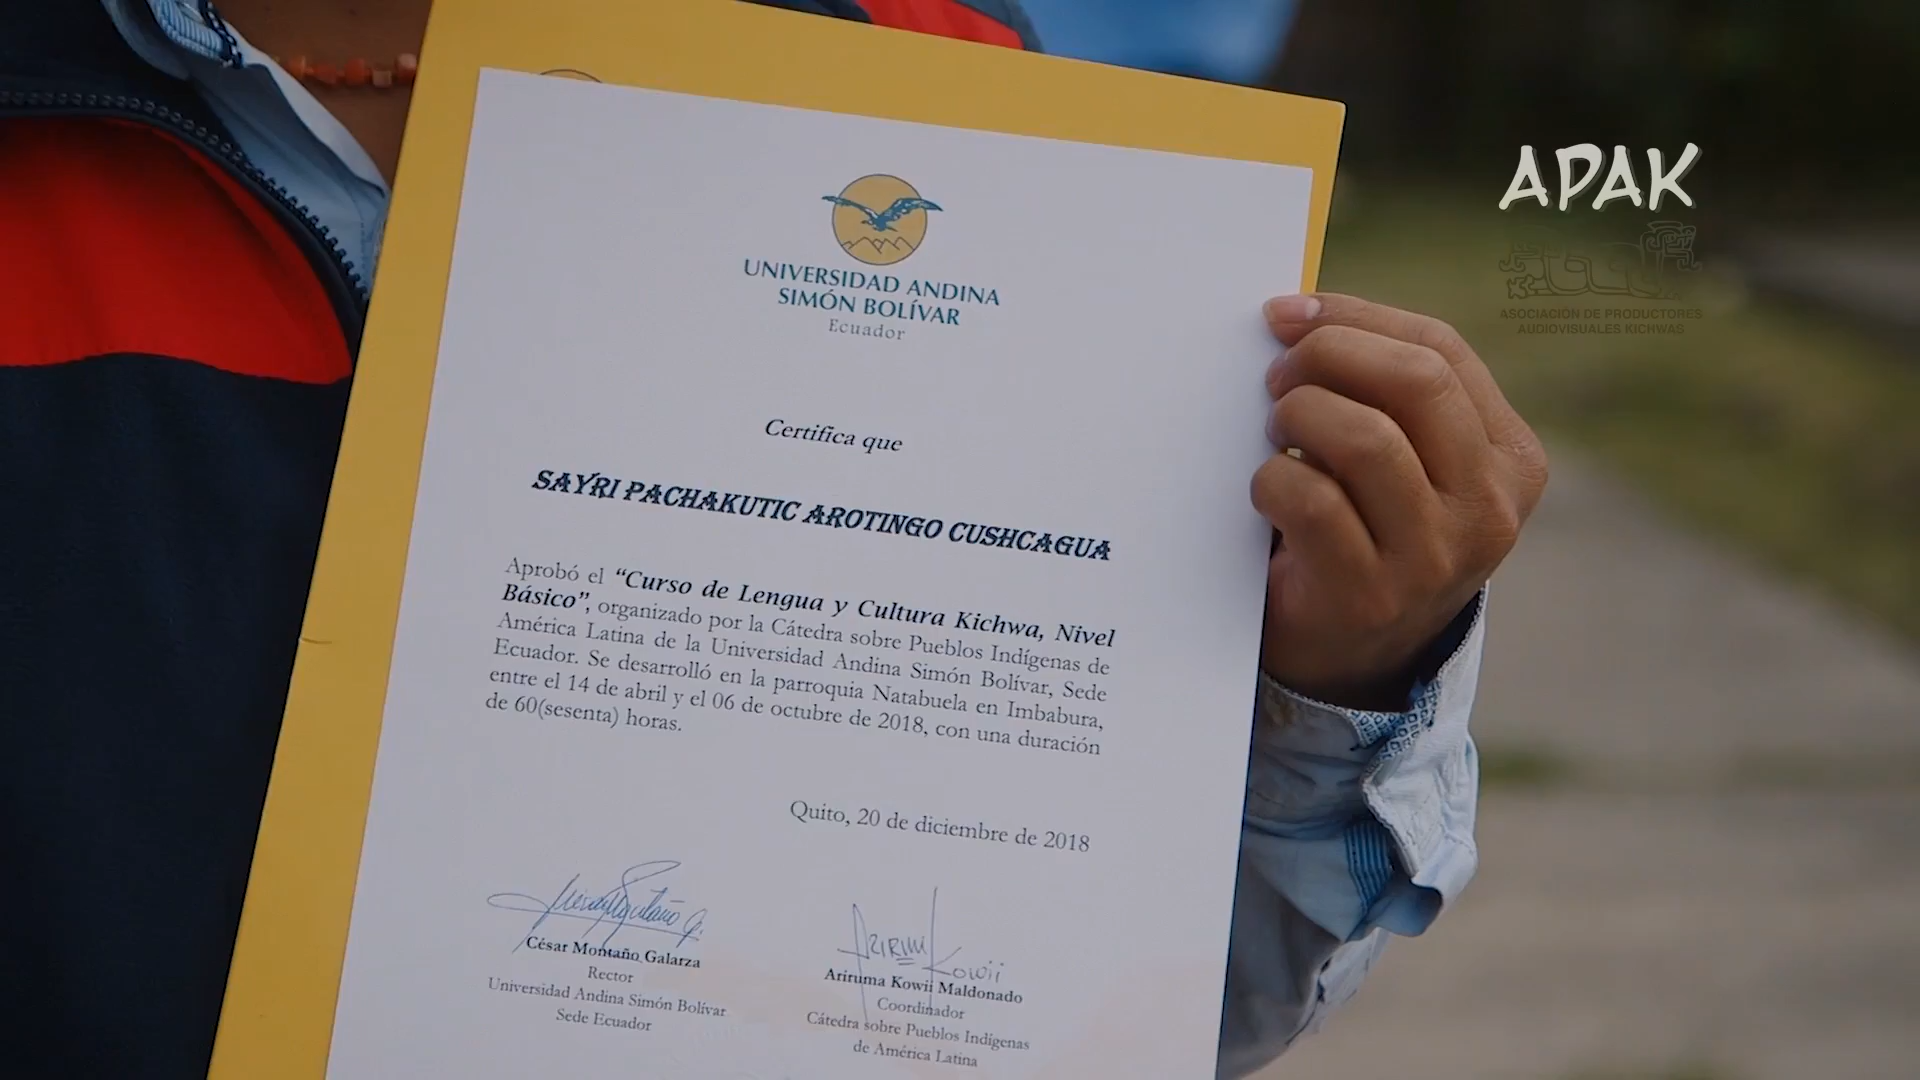 UNIVERSIDAD ANDINA
SIMÓN BOLÍVAR
Ecuador
Certifica que
SAYRI PACHAKUTIC AROTINGO CUSHCAGUA
Aprobó el “Curso de Lengua y Cultura Kichwa, Nivel
Básico”, organizado por la Cátedra sobre Pueblos Indígenas de
América Latina de la Universidad Andina Simón Bolívar, Sede
Ecuador. Se desarrolló en la parroquia Natabuela en Imbabura,
entre el 14 de abril y el 06 de octubre de 2018, con una duración
de 60(sesenta) horas.
Quito, 20 de diciembre de 2018
César Montaño Galarza
Rector
Universidad Andina Simón Bolívar
Sede Ecuador
Ariruma Kowii
Ariruma Kowii Maldonado
Coordinador
Cátedra sobre Pueblos Indígenas
de América Latina
APAK
ASOCIACIÓN DE PRODUCTORES
AUDIOVISUALES KICHWAS